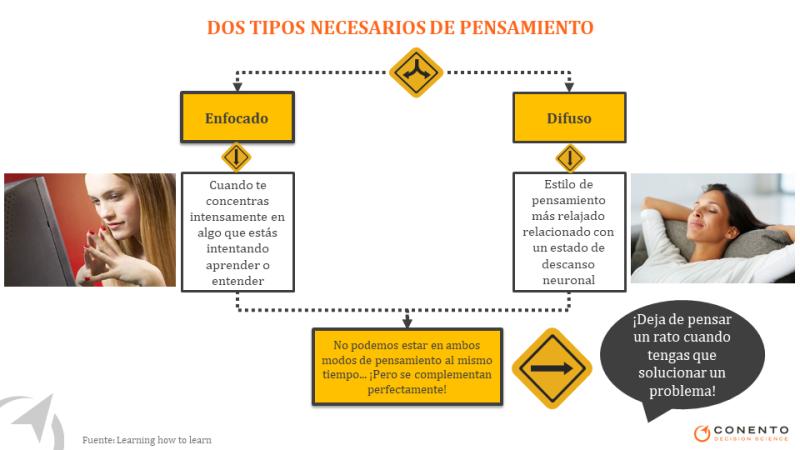 DOS TIPOS NECESARIOS DE PENSAMIENTO
Enfocado
Difuso
Cuando te
concentras
intensamente en
algo que estás
intentando
aprender o
entender
Estilo de
pensamiento
más relajado
relacionado con
un estado de
descanso
neuronal
No podemos estar en ambos
modos de pensamiento al mismo
tiempo... ¡Pero se complementan
perfectamente!
¡Deja de pensar
un rato cuando
tengas que
solucionar un
problema!
Fuente: Learning how to learn
CONENTO
DECISION SCIENCE